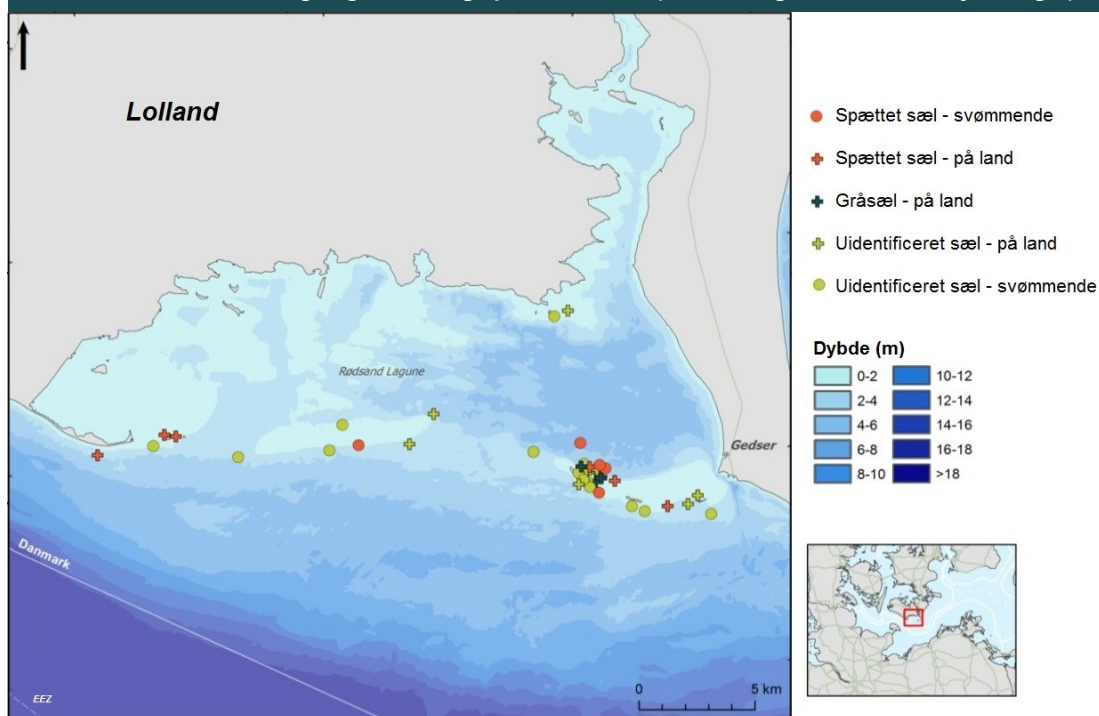 Lolland
Rødsand Lagune
Gedser
Danmark
EEZ
0 5 km
Spættet sæl - svømmende
Spættet sæl - på land
Gråsæl - på land
Uidentificeret sæl - på land
Uidentificeret sæl - svømmende
Dybde (m)
0-2 10-12
2-4 12-14
4-6 14-16
6-8 16-18
8-10 >18